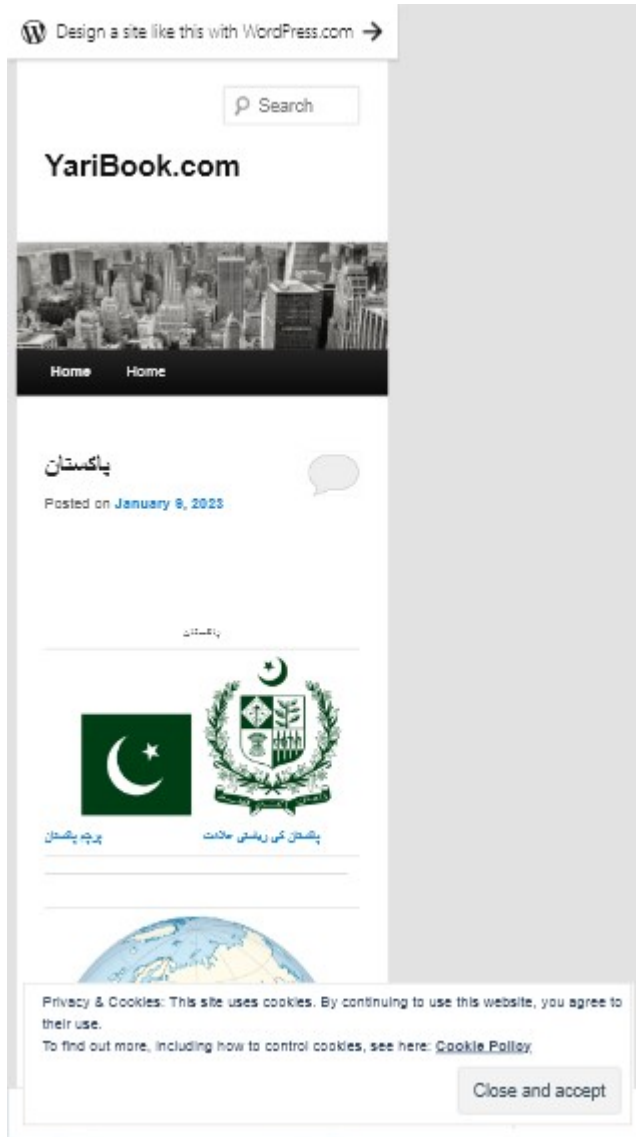 Design a site like this with WordPress.com →
Search
YariBook.com
Home Home
پاکستان
Posted on January 9, 2023
پاکستان
پرچم پاکستان پاکستان کی ریاستی علامت
Privacy & Cookies: This site uses cookies. By continuing to use this website, you agree to
their use.
To find out more, including how to control cookies, see here: Cookie Policy
Close and accept